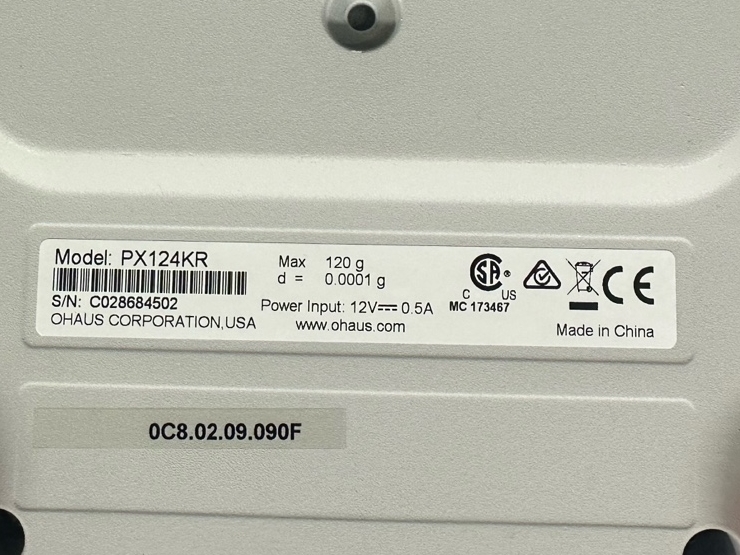 Model: PX124KR
Max 120 g
d = 0.0001 g
S/N: C028684502
OHAUS CORPORATION,USA
Power Input: 12V⎓ 0.5A
www.ohaus.com
SA ®
C US
MC 173467
CE
Made in China
0C8.02.09.090F